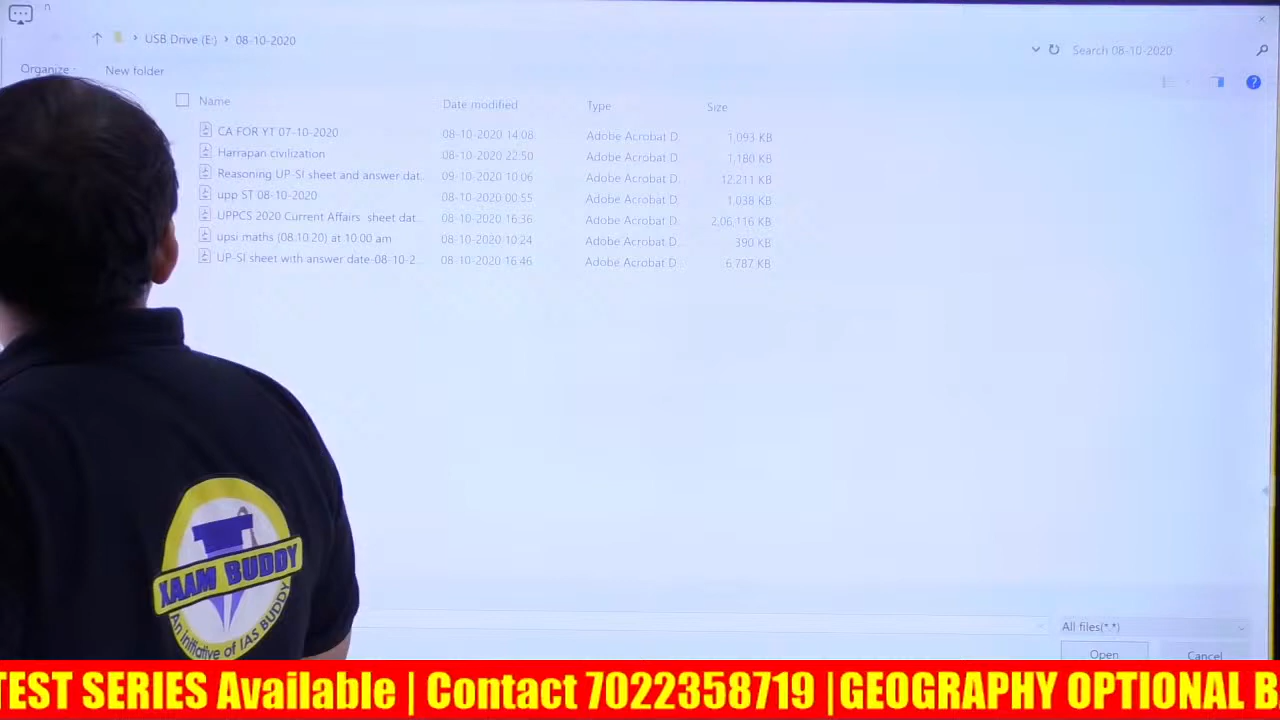 USB Drive (E:) > 08-10-2020
Search 08-10-2020
Organize
New folder
Name Date modified Type Size
CA FOR YT 07-10-2020 08-10-2020 14:08 Adobe Acrobat D... 1,093 KB
Harrapan civilization 08-10-2020 22:50 Adobe Acrobat D... 1,180 KB
Reasoning UP-SI sheet and answer dat... 09-10-2020 10:06 Adobe Acrobat D... 12,211 KB
upp ST 08-10-2020 08-10-2020 00:55 Adobe Acrobat D... 1,038 KB
UPPCS 2020 Current Affairs sheet dat... 08-10-2020 16:36 Adobe Acrobat D... 2,06,116 KB
upsi maths (08.10.20) at 10:00 am 08-10-2020 10:24 Adobe Acrobat D... 390 KB
UP-SI sheet with answer date-08-10-2... 08-10-2020 16:46 Adobe Acrobat D... 6,787 KB
XAAM BUDDY
An Initiative of IAS BUDDY
All files(*.*)
Open Cancel
TEST SERIES Available | Contact 7022358719 |GEOGRAPHY OPTIONAL B